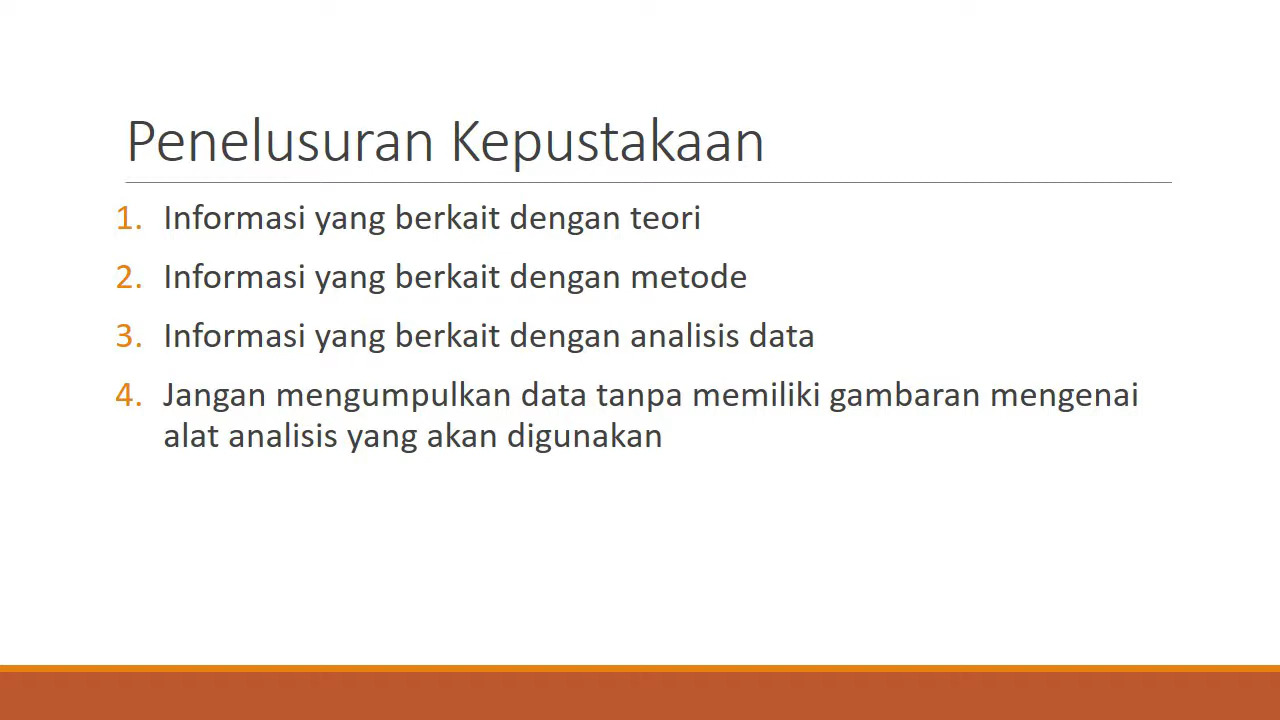 Penelusuran Kepustakaan
1. Informasi yang berkait dengan teori
2. Informasi yang berkait dengan metode
3. Informasi yang berkait dengan analisis data
4. Jangan mengumpulkan data tanpa memiliki gambaran mengenai
alat analisis yang akan digunakan